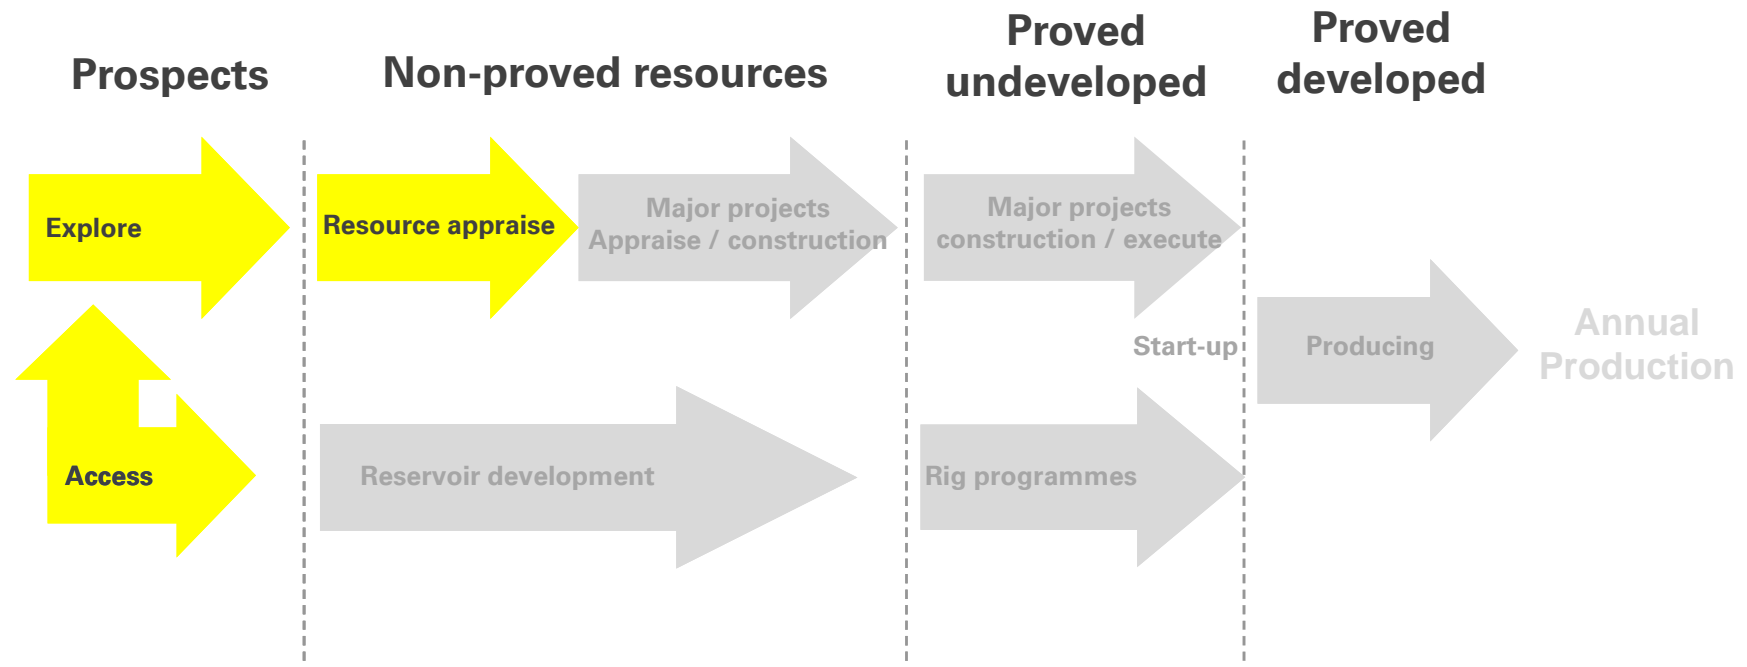 Prospects
Non-proved resources
Proved
undeveloped
Proved
developed
Explore
Resource appraise
Major projects
Appraise / construction
Major projects
construction / execute
Start-up
Producing
Annual
Production
Access
Reservoir development
Rig programmes